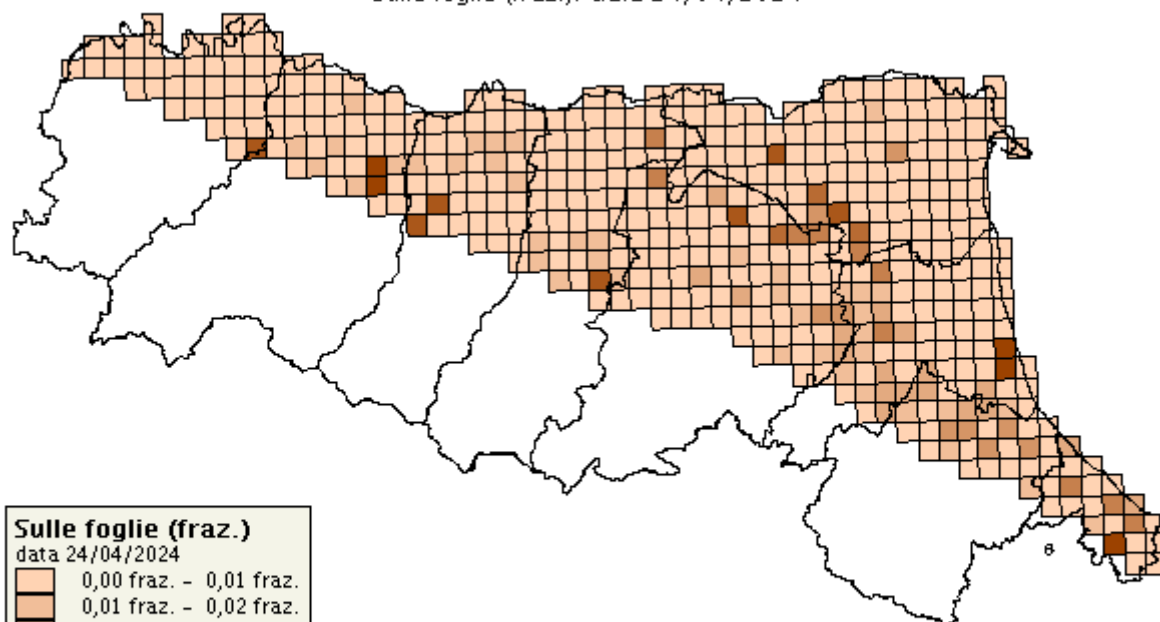 Sulle foglie (fraz.)
data 24/04/2024
0,00 fraz. - 0,01 fraz.
0,01 fraz. - 0,02 fraz.